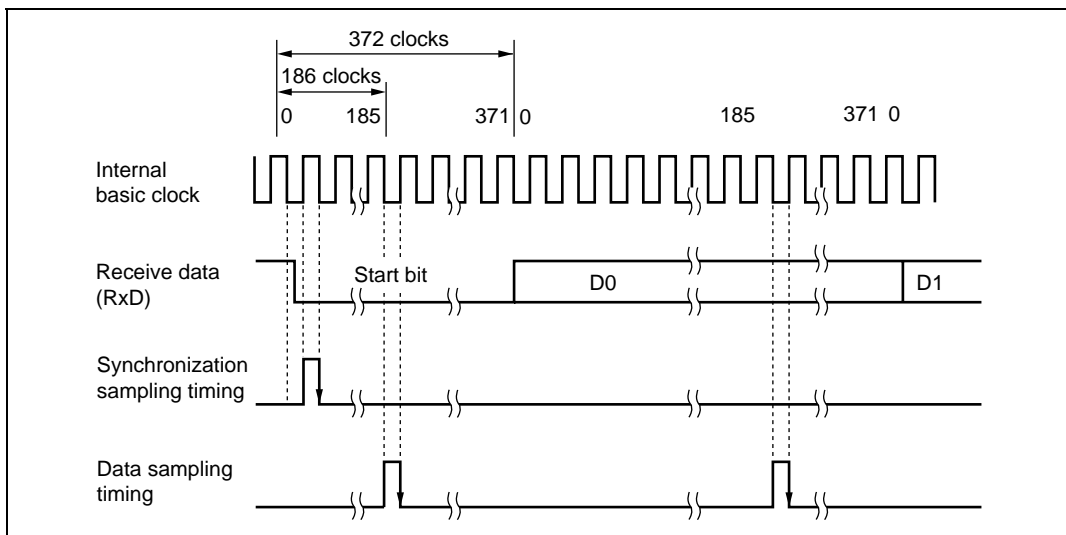 372 clocks
186 clocks
0 185 371 0 185 371 0
Internal
basic clock
Receive data
(RxD)
Start bit D0 D1
Synchronization
sampling timing
Data sampling
timing